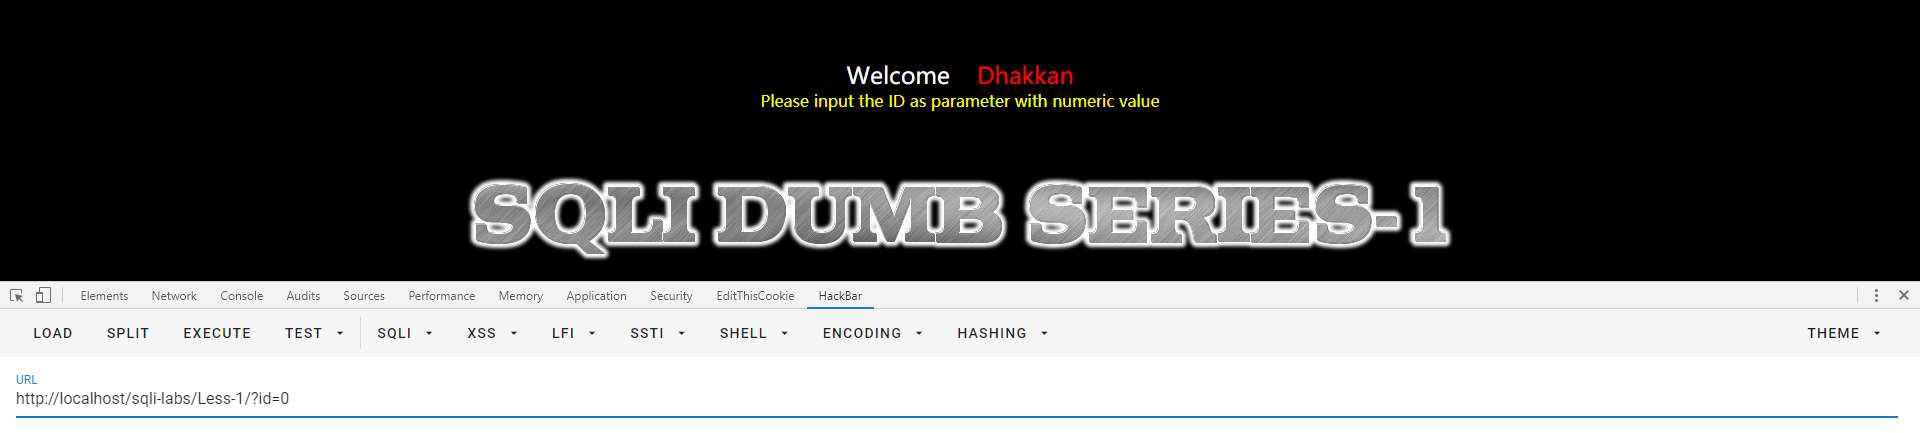 Welcome Dhakkan
Please input the ID as parameter with numeric value
SQLI DUMB SERIES-1
Elements Network Console Audits Sources Performance Memory Application Security EditThisCookie HackBar
LOAD SPLIT EXECUTE TEST SQLI XSS LFI SSTI SHELL ENCODING HASHING THEME
URL
http://localhost/sqli-labs/Less-1/?id=0